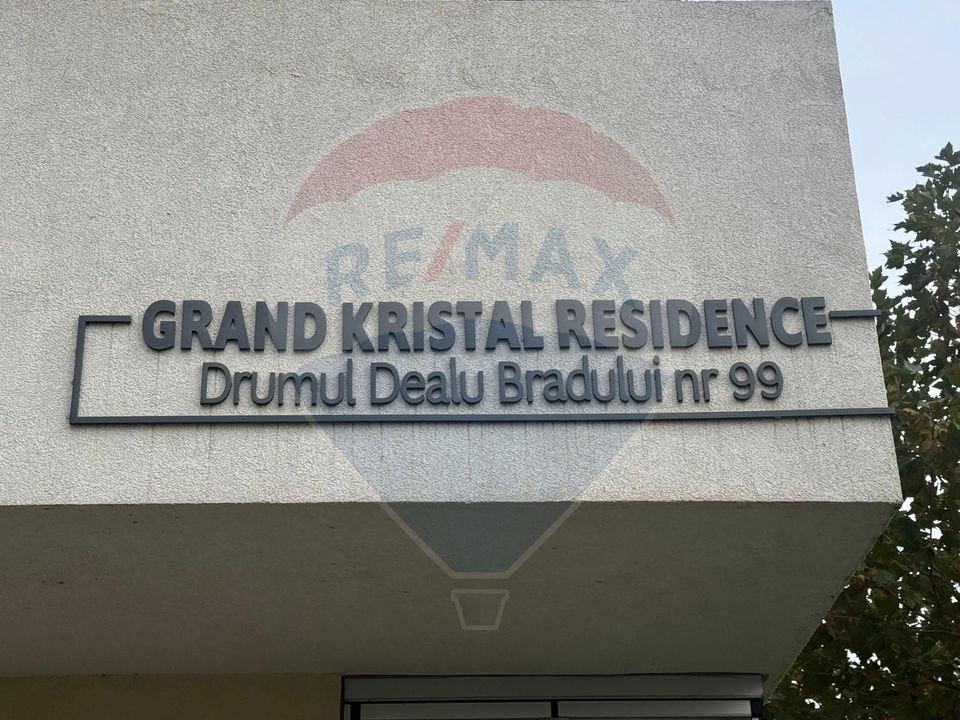 RE/MAX
GRAND KRISTAL RESIDENCE
Drumul Dealu Bradului nr 99